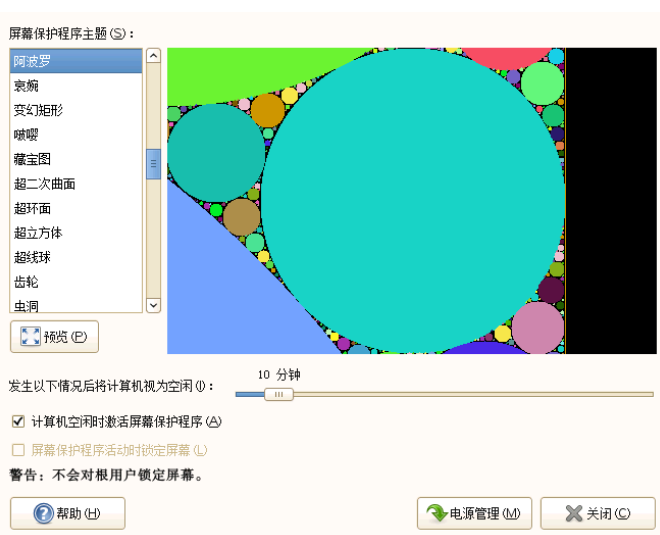 屏幕保护程序主题(S)：
阿波罗
哀婉
变幻矩形
啵嘤
藏宝图
超二次曲面
超环面
超立方体
超线球
齿轮
虫洞
预览(P)
10 分钟
发生以下情况后将计算机视为空闲(I)：
计算机空闲时激活屏幕保护程序(A)
屏幕保护程序活动时锁定屏幕(L)
警告：不会对根用户锁定屏幕。
帮助(H)
电源管理(M)
关闭(C)